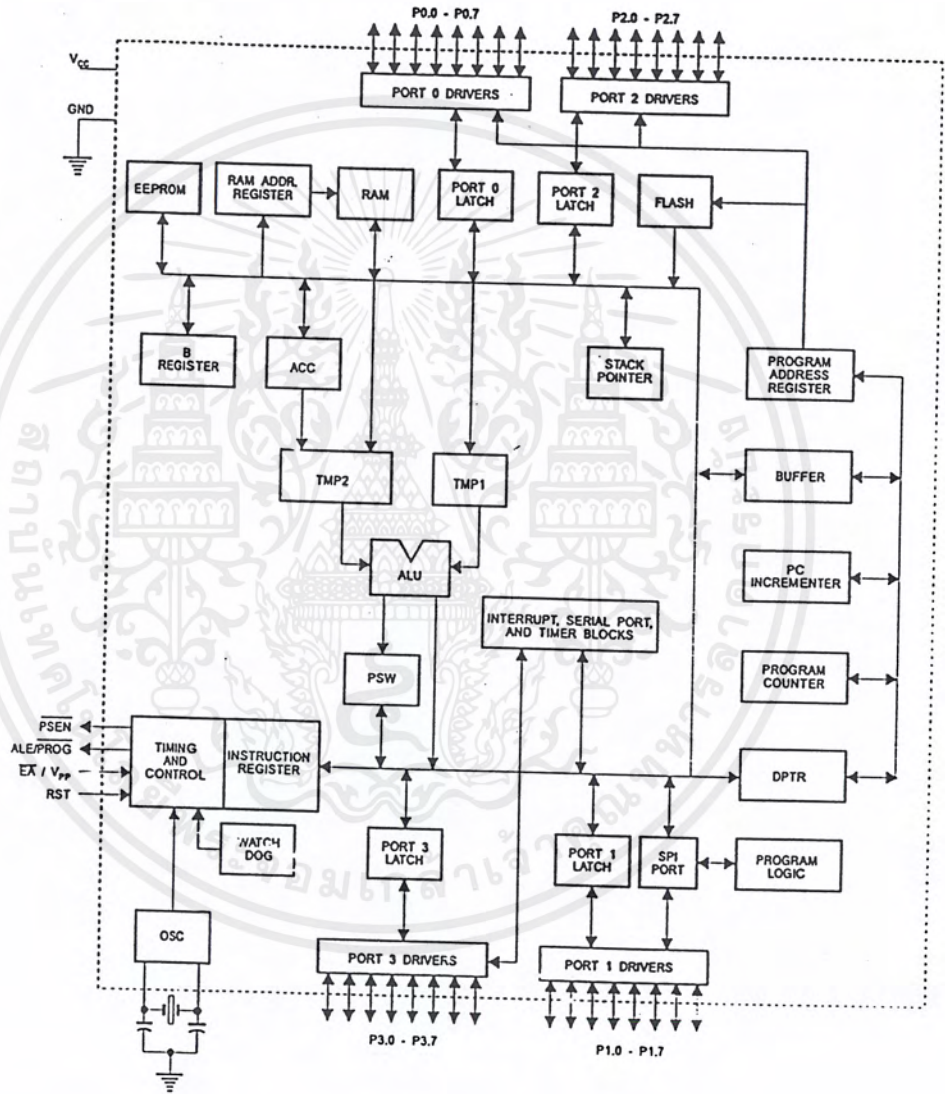 P0.0 - P0.7
P2.0 - P2.7
VCC
GND
PORT 0 DRIVERS
PORT 2 DRIVERS
EEPROM
RAM ADDR.
REGISTER
RAM
PORT 0
LATCH
PORT 2
LATCH
FLASH
B
REGISTER
ACC
STACK
POINTER
PROGRAM
ADDRESS
REGISTER
TMP2
TMP1
BUFFER
ALU
PC
INCREMENTER
INTERRUPT, SERIAL PORT,
AND TIMER BLOCKS
PSW
PROGRAM
COUNTER
PSEN
ALE/PROG
EA / VPP
RST
TIMING
AND
CONTROL
INSTRUCTION
REGISTER
DPTR
WATCH
DOG
PORT 3
LATCH
PORT 1
LATCH
SPI
PORT
PROGRAM
LOGIC
OSC
PORT 3 DRIVERS
PORT 1 DRIVERS
P3.0 - P3.7
P1.0 - P1.7